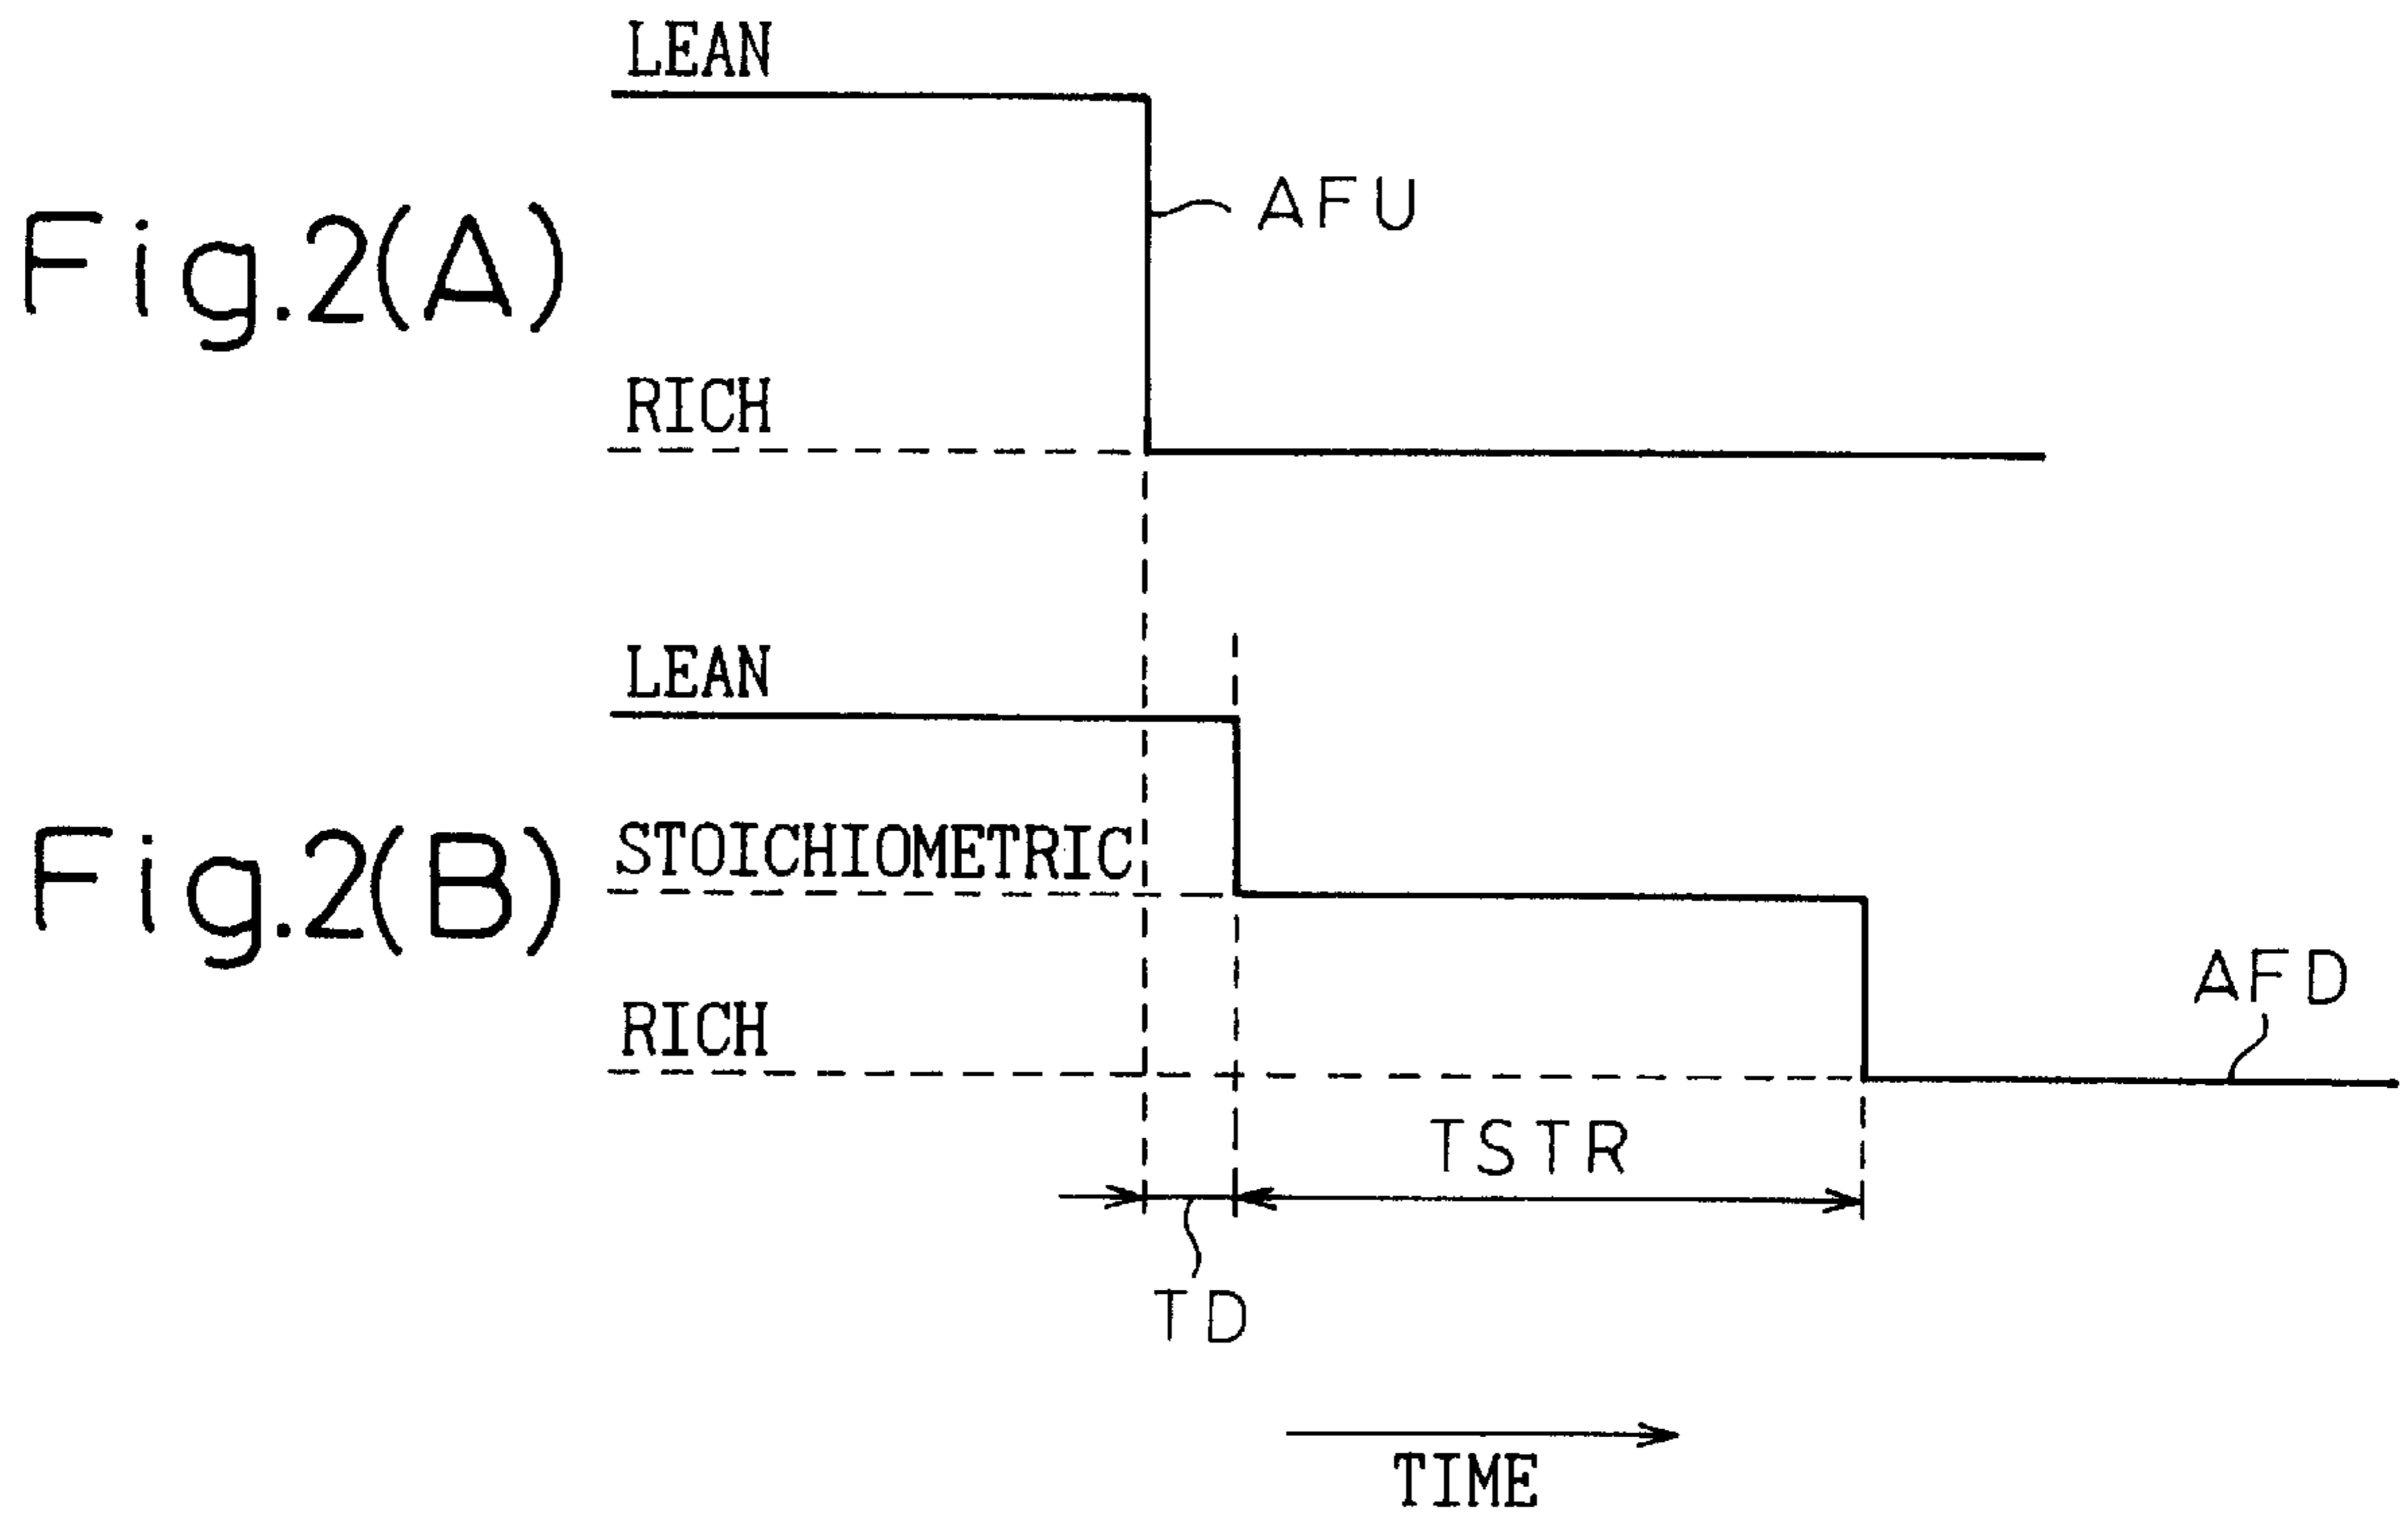 LEAN
AFU
Fig.2(A)
RICH
LEAN
STOICHIOMETRIC
Fig.2(B)
AFD
RICH
TSTR
TD
TIME